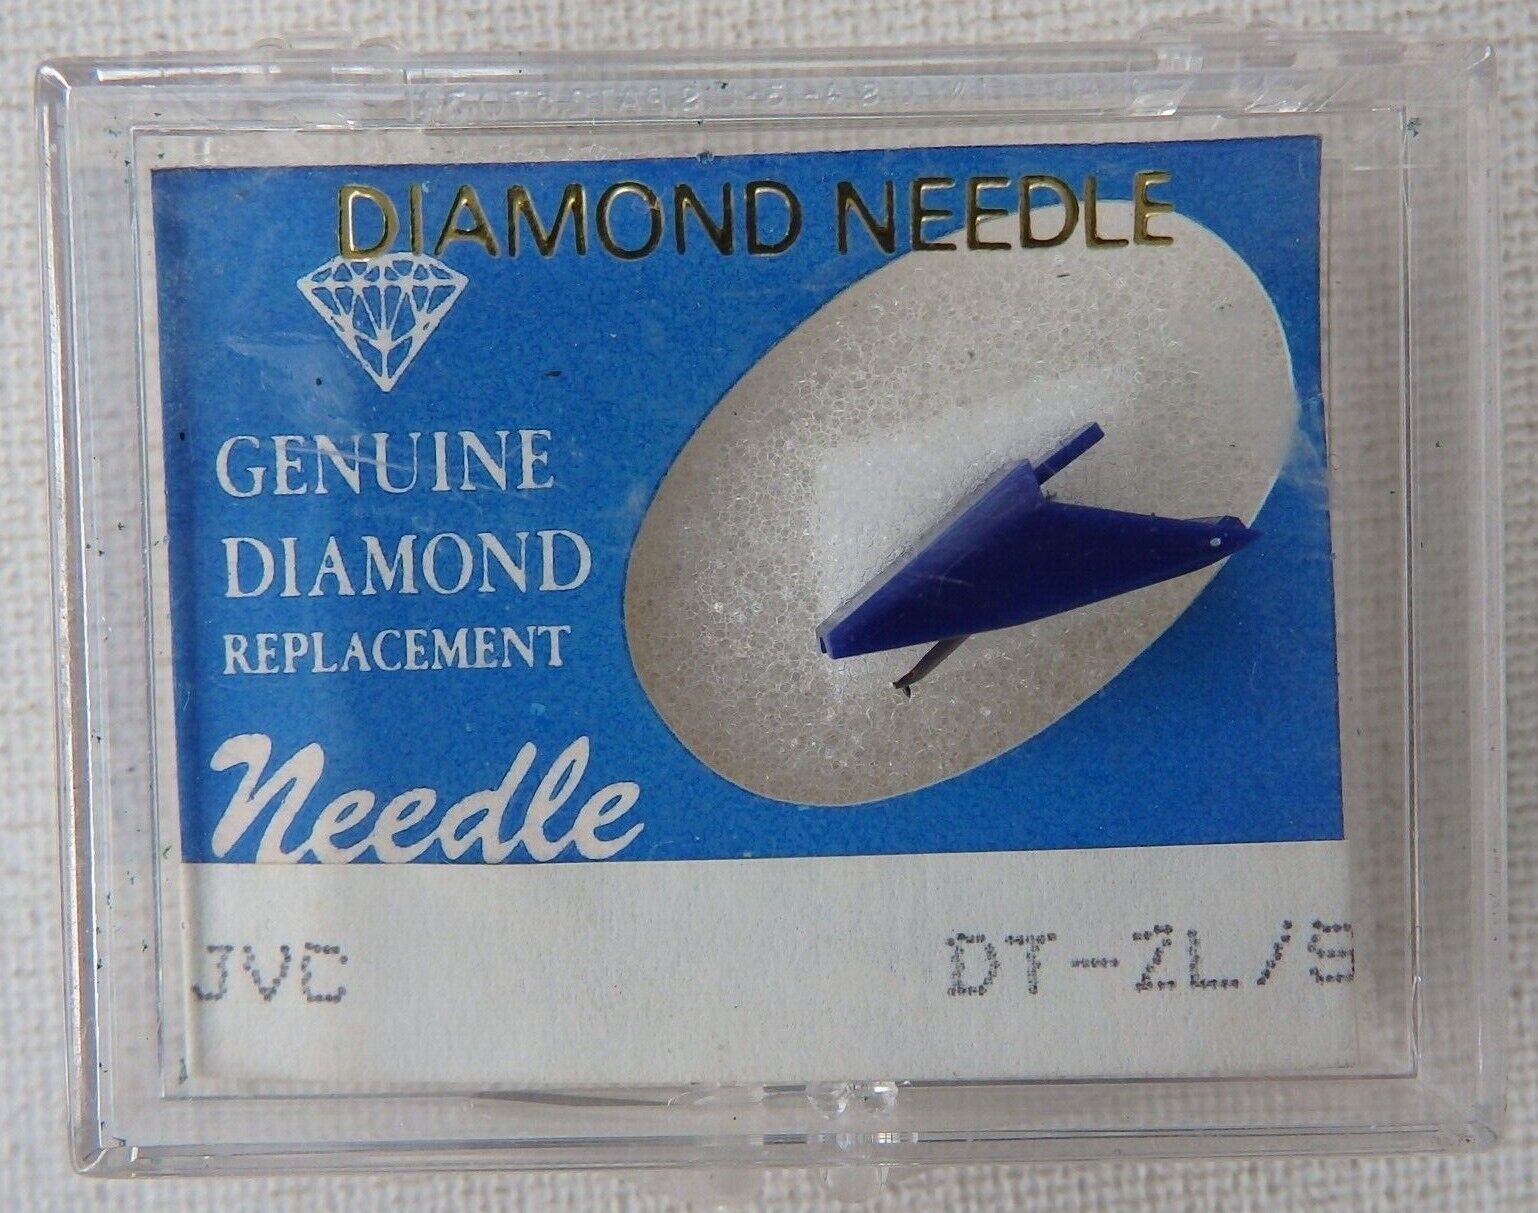 DIAMOND NEEDLE
GENUINE
DIAMOND
REPLACEMENT
Needle
JVC
DT-ZL/S